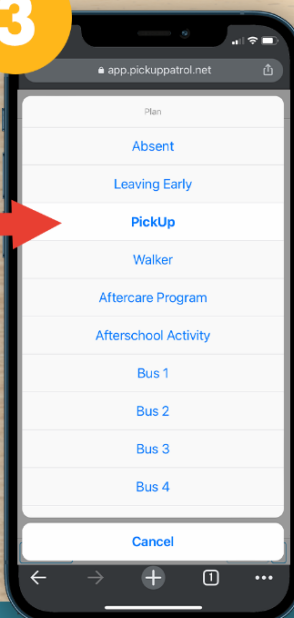 3
app.pickuppatrol.net
Plan
Absent
Leaving Early
PickUp
Walker
Aftercare Program
Afterschool Activity
Bus 1
Bus 2
Bus 3
Bus 4
Cancel
1